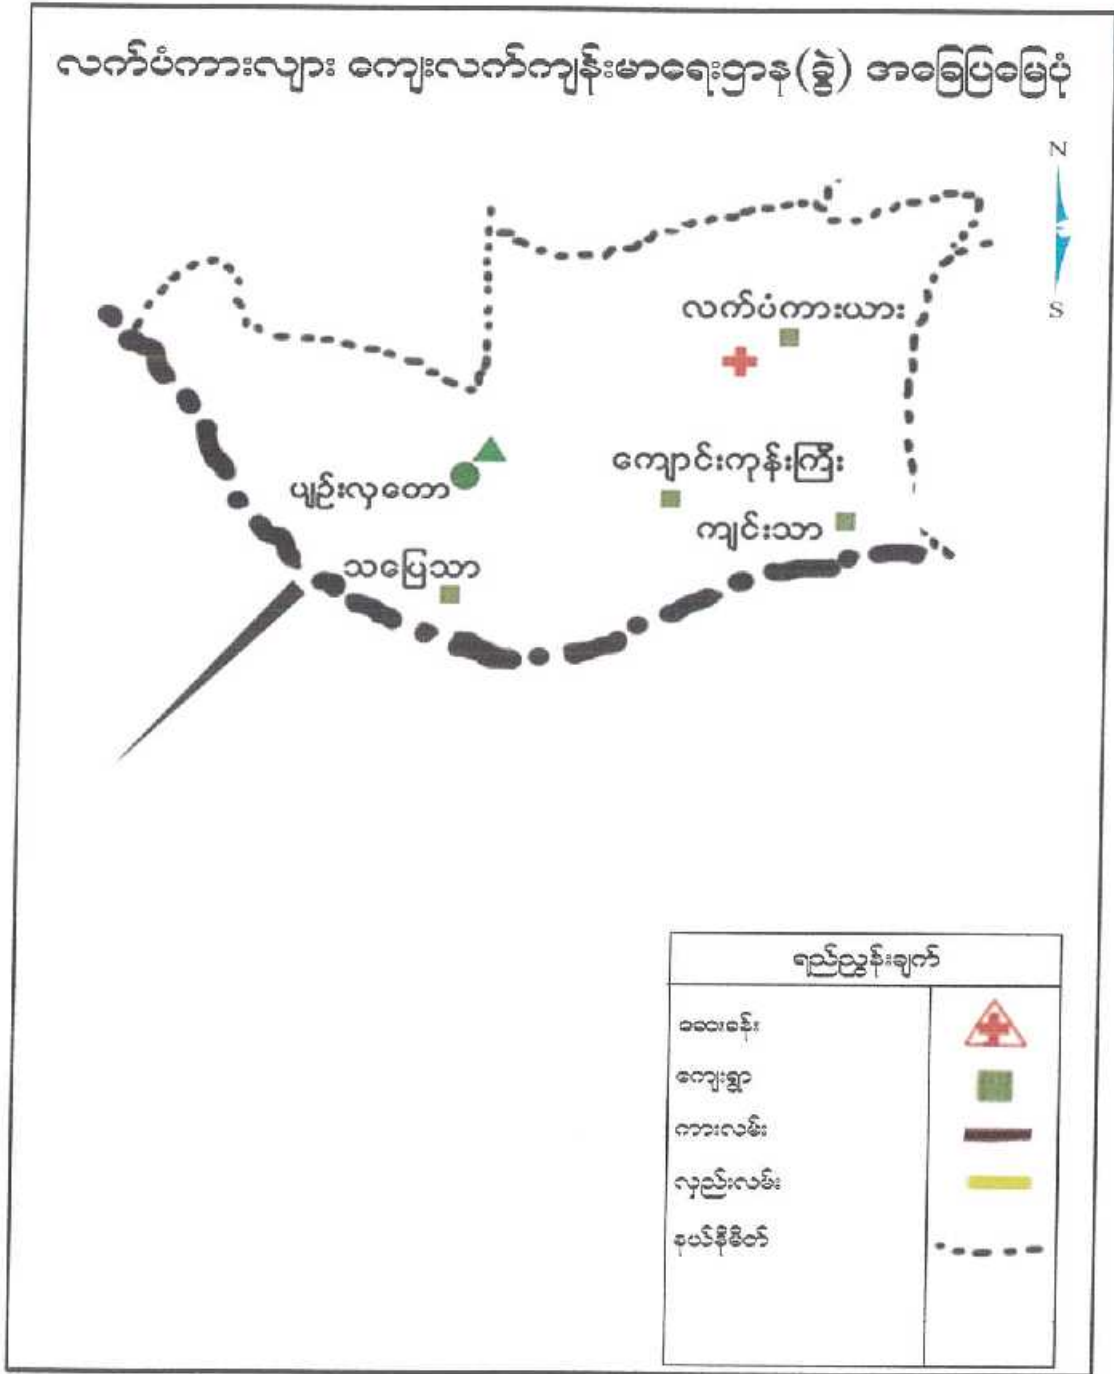 လက်ပံကားလျား ကျေးလက်ကျန်းမာရေးဌာန(ခွဲ) အခြေပြမြေပုံ
N
S
လက်ပံကားယား
ကျောင်းကုန်းကြီး
ပျဉ်းလှတော
ကျင်းသာ
သပြေသာ
ရည်ညွှန်းချက်
ဆေးခန်း
ကျေးရွာ
ကားလမ်း
လှည်းလမ်း
နယ်နိမိတ်